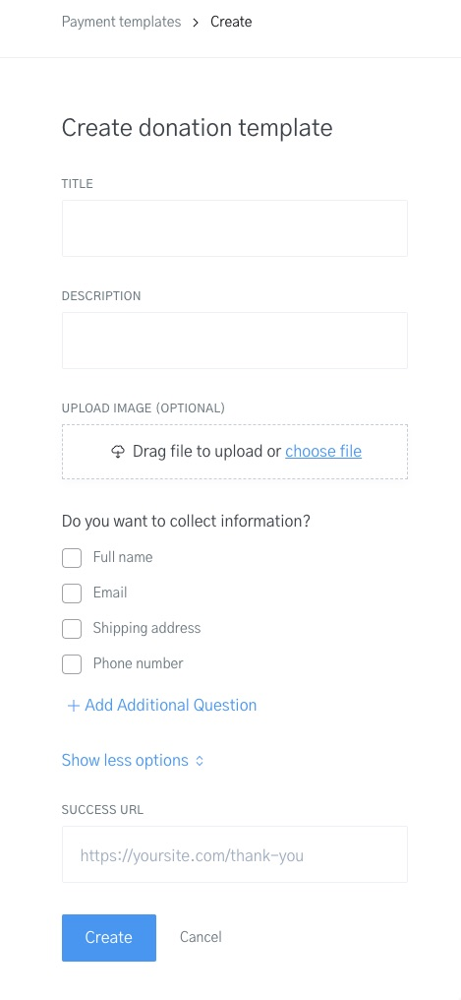 Payment templates > Create
Create donation template
TITLE
DESCRIPTION
UPLOAD IMAGE (OPTIONAL)
Drag file to upload or choose file
Do you want to collect information?
Full name
Email
Shipping address
Phone number
+ Add Additional Question
Show less options
SUCCESS URL
https://yoursite.com/thank-you
Create Cancel